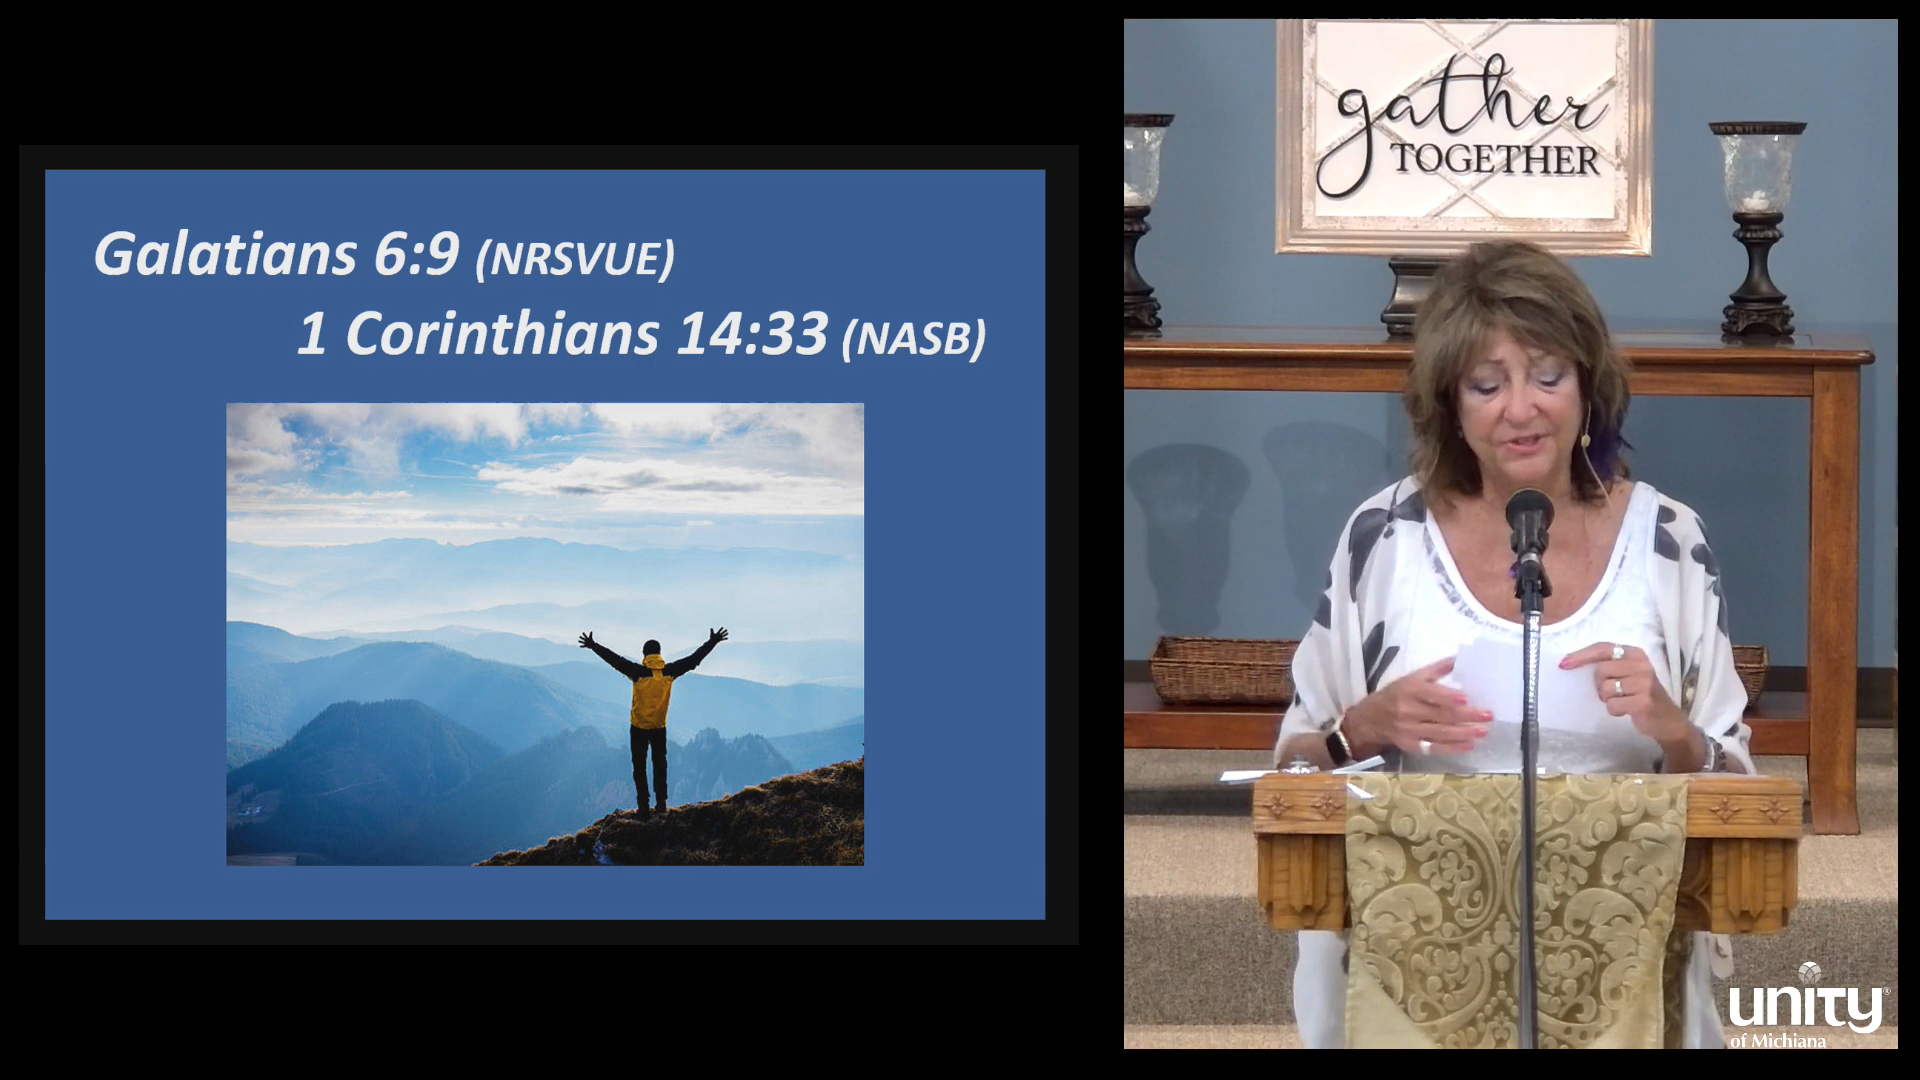 Galatians 6:9 (NRSVUE)
1 Corinthians 14:33 (NASB)
gather
TOGETHER
unity®
of Michiana